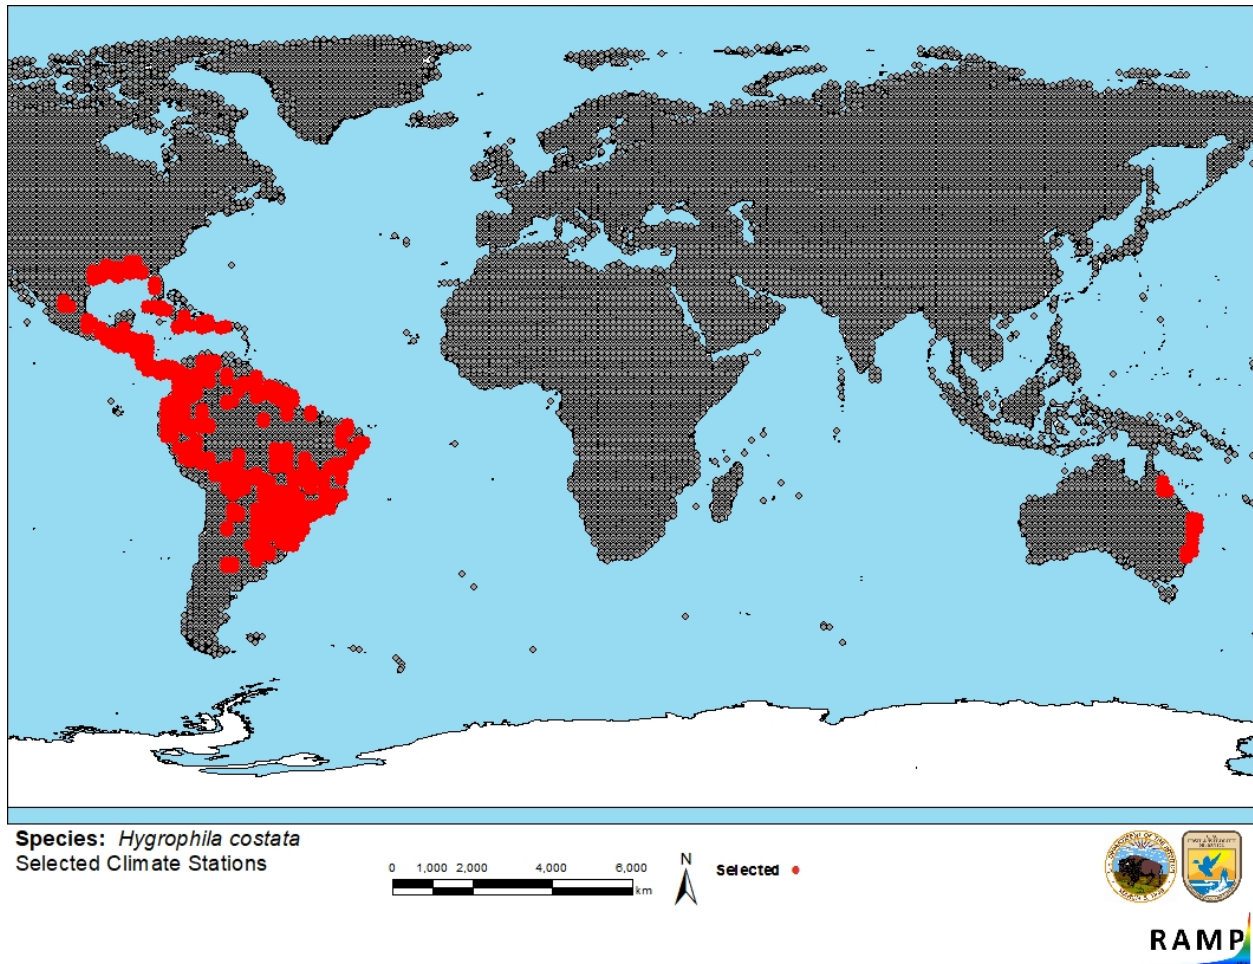 Species: Hygrophila costata
Selected Climate Stations
0 1,000 2,000 4,000 6,000
km
N
Selected
RAMP